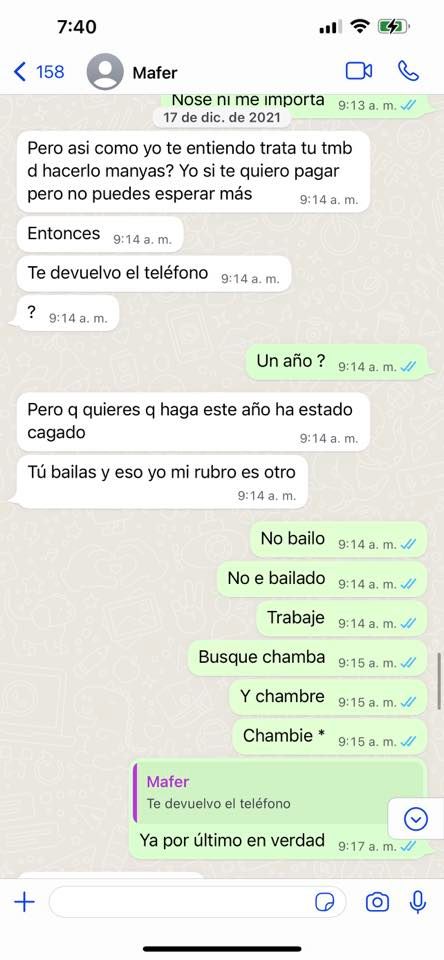 7:40
158
Mafer
Nose ni me importa 9:13 a. m.
17 de dic. de 2021
Pero asi como yo te entiendo trata tu tmb
d hacerlo manyas? Yo si te quiero pagar
pero no puedes esperar más 9:14 a. m.
Entonces 9:14 a. m.
Te devuelvo el teléfono 9:14 a. m.
? 9:14 a. m.
Un año ? 9:14 a. m.
Pero q quieres q haga este año ha estado
cagado 9:14 a. m.
Tú bailas y eso yo mi rubro es otro
9:14 a. m.
No bailo 9:14 a. m.
No e bailado 9:14 a. m.
Trabaje 9:14 a. m.
Busque chamba 9:15 a. m.
Y chambre 9:15 a. m.
Chambie * 9:15 a. m.
Mafer
Te devuelvo el teléfono
Ya por último en verdad 9:17 a. m.